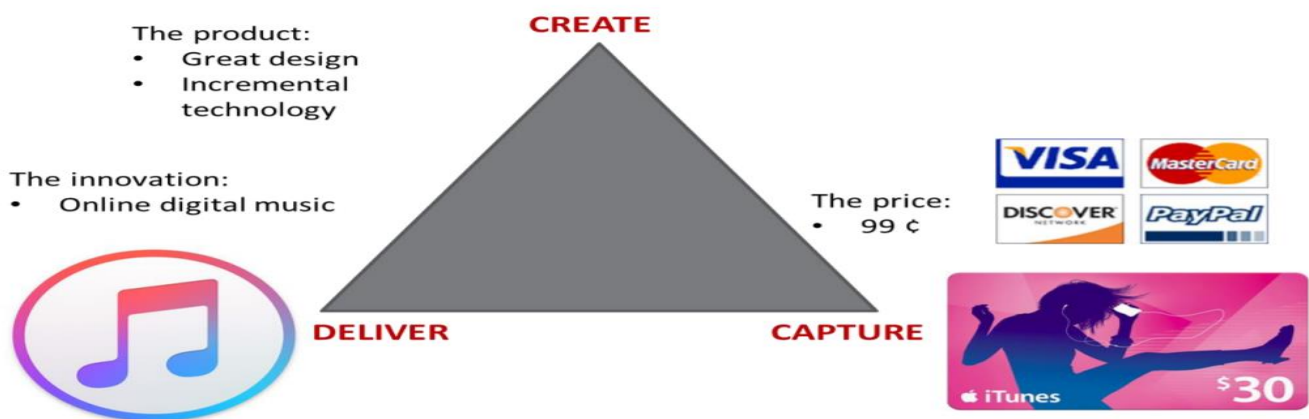 CREATE
The product:
• Great design
• Incremental
technology
The innovation:
• Online digital music
The price:
• 99 ¢
VISA
MasterCard
DISCOVER
NETWORK
PayPal
DELIVER
CAPTURE
iTunes
$30